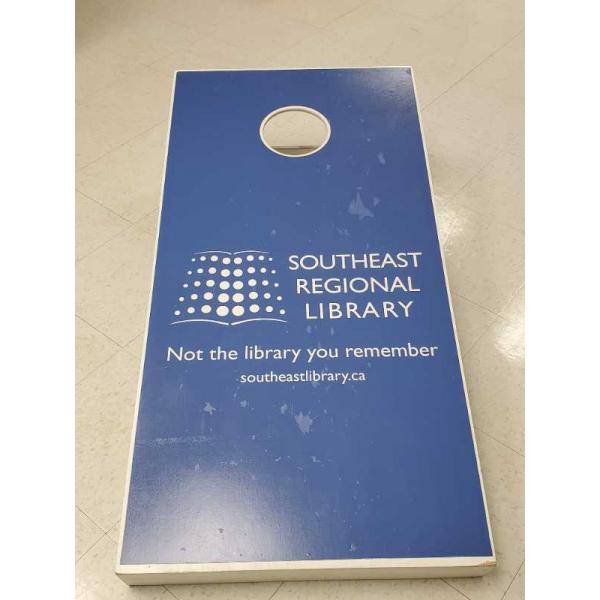 SOUTHEAST
REGIONAL
LIBRARY
Not the library you remember
southeastlibrary.ca